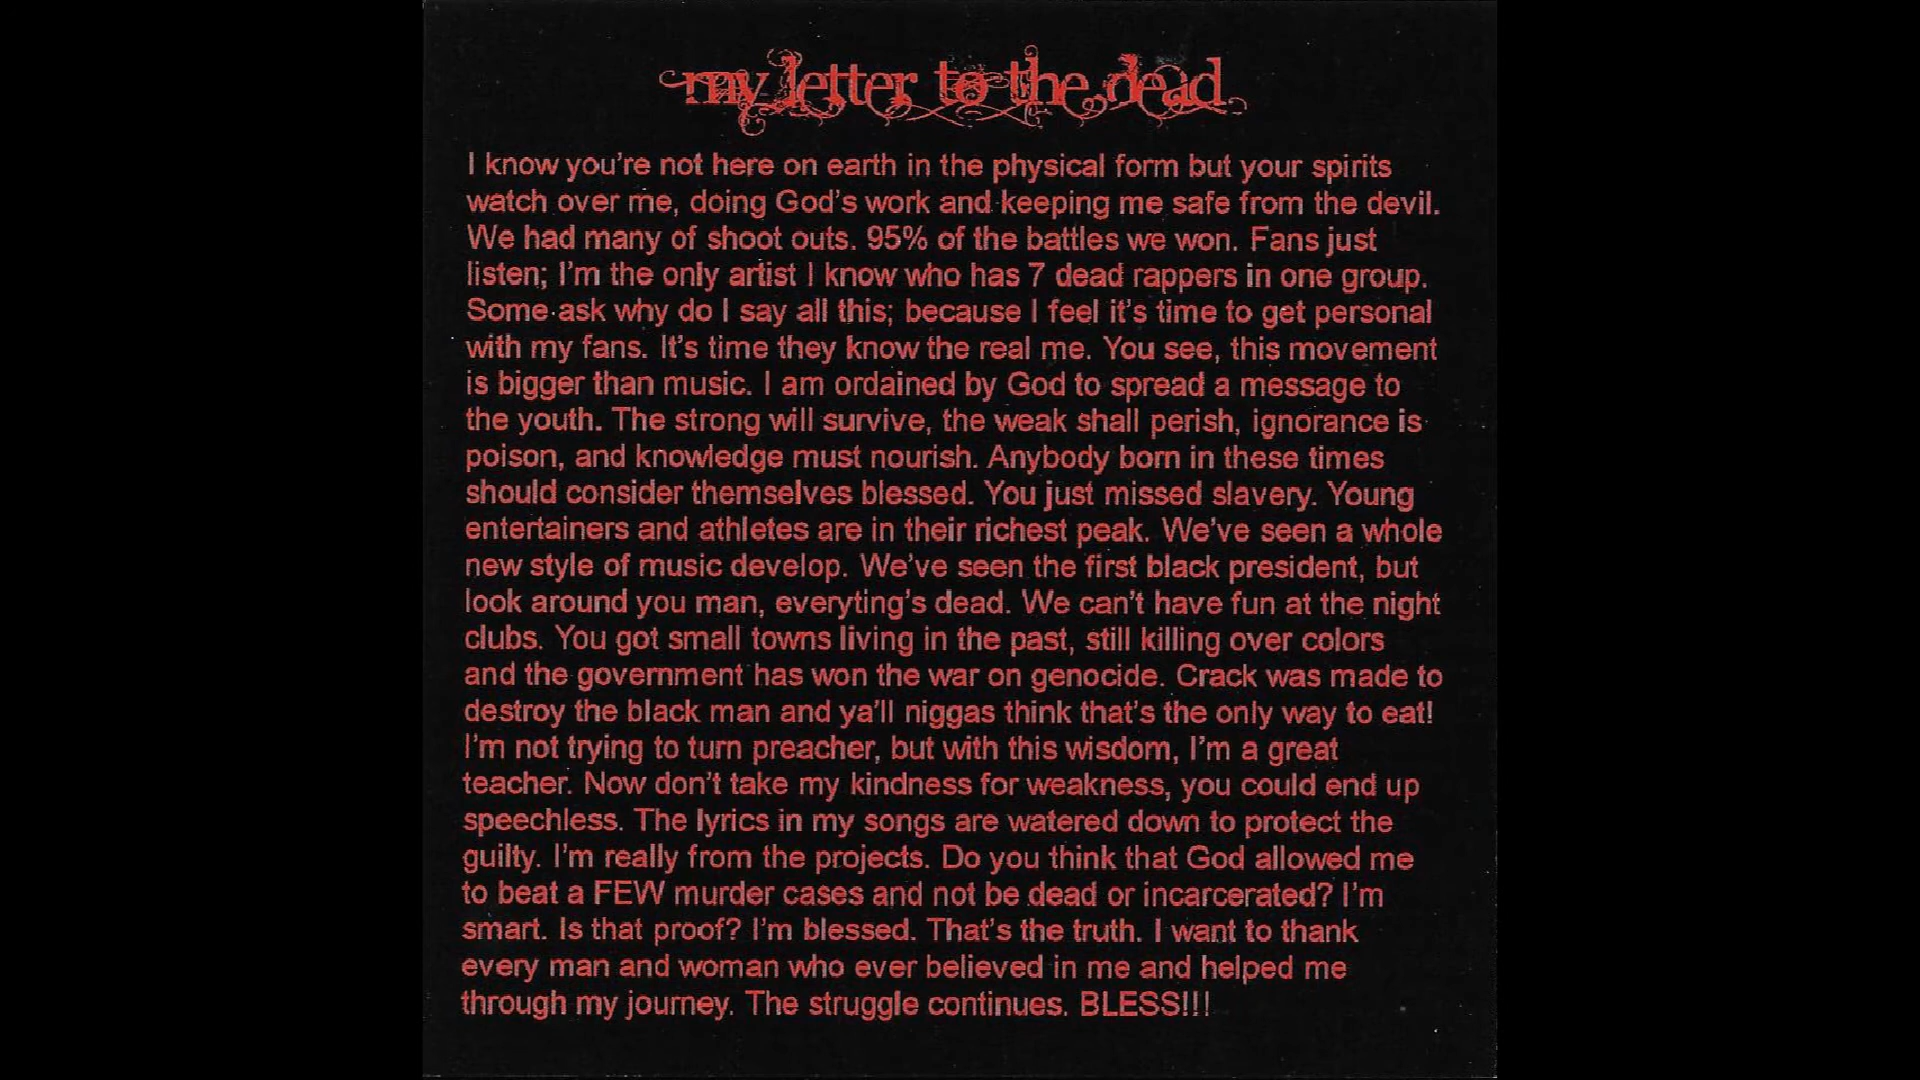 my letter to the dead
I know you're not here on earth in the physical form but your spirits
watch over me, doing God's work and keeping me safe from the devil.
We had many of shoot outs. 95% of the battles we won. Fans just
listen; I'm the only artist I know who has 7 dead rappers in one group.
Some ask why do I say all this; because I feel it's time to get personal
with my fans. It's time they know the real me. You see, this movement
is bigger than music. I am ordained by God to spread a message to
the youth. The strong will survive, the weak shall perish, ignorance is
poison, and knowledge must nourish. Anybody born in these times
should consider themselves blessed. You just missed slavery. Young
entertainers and athletes are in their richest peak. We've seen a whole
new style of music develop. We've seen the first black president, but
look around you man, everyting's dead. We can't have fun at the night
clubs. You got small towns living in the past, still killing over colors
and the government has won the war on genocide. Crack was made to
destroy the black man and ya'll niggas think that's the only way to eat!
I'm not trying to turn preacher, but with this wisdom, I'm a great
teacher. Now don't take my kindness for weakness, you could end up
speechless. The lyrics in my songs are watered down to protect the
guilty. I'm really from the projects. Do you think that God allowed me
to beat a FEW murder cases and not be dead or incarcerated? I'm
smart. Is that proof? I'm blessed. That's the truth. I want to thank
every man and woman who ever believed in me and helped me
through my journey. The struggle continues. BLESS!!!